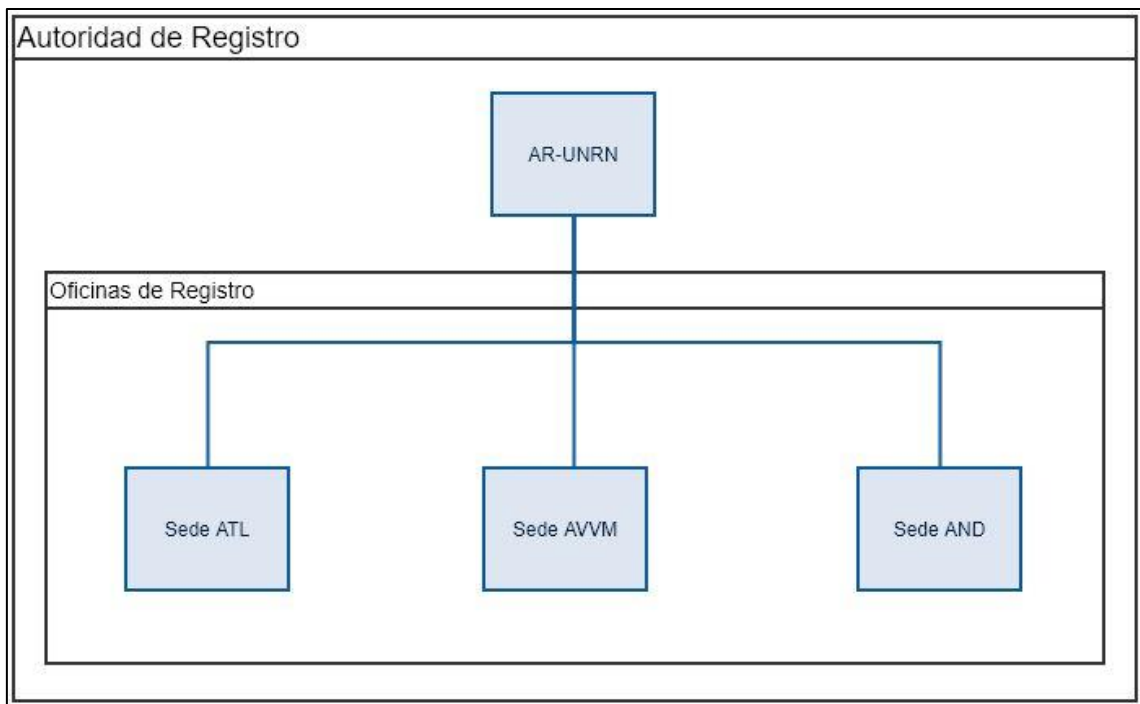 Autoridad de Registro
AR-UNRN
Oficinas de Registro
Sede ATL
Sede AVVM
Sede AND